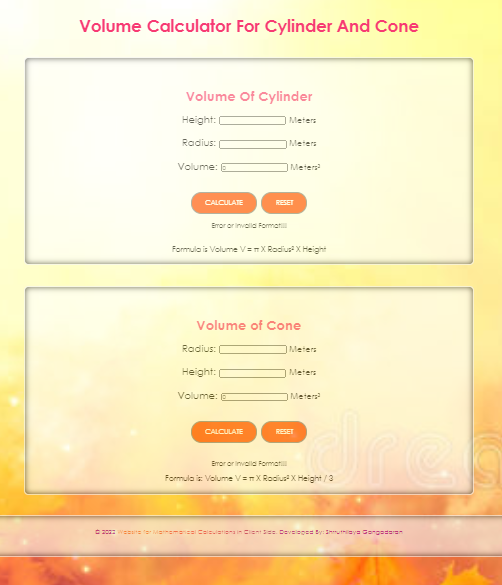 Volume Calculator For Cylinder And Cone
Volume Of Cylinder
Height: Meters
Radius: Meters
Volume: 0 Meters³
CALCULATE RESET
Error or Invalid Format!!!
Formula is Volume V = π X Radius² X Height
Volume of Cone
Radius: Meters
Height: Meters
Volume: 0 Meters³
CALCULATE RESET
Error or Invalid Format!!!
Formula is: Volume V = π X Radius² X Height / 3
drea
© 2022 Website for Mathematical Calculations in Client Side. Developed By: Shruthilaya Gangadaran